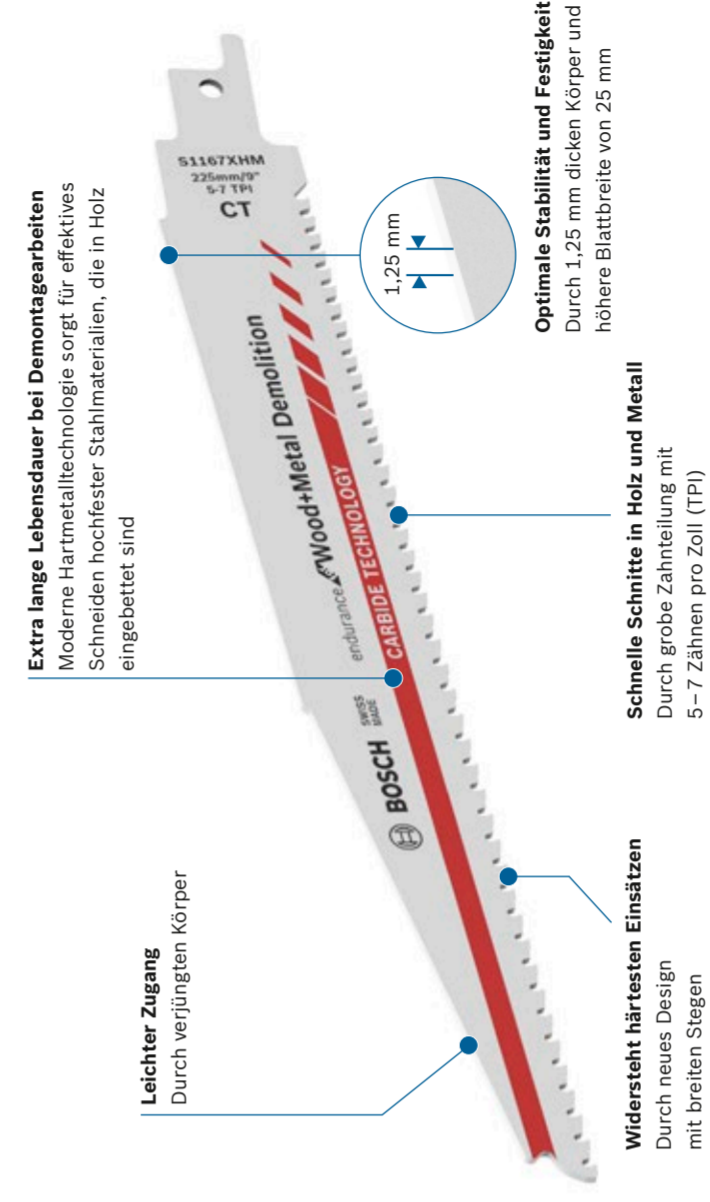 Leichter Zugang
Durch verjüngten Körper
Extra lange Lebensdauer bei Demontagearbeiten
Moderne Hartmetalltechnologie sorgt für effektives
Schneiden hochfester Stahlmaterialien, die in Holz
eingebettet sind
BOSCH
SWISS
MADE
endurance for Wood+Metal Demolition
CARBIDE TECHNOLOGY
S1167XHM
225mm/9"
5-7 TPI
CT
1,25 mm
Widersteht härtesten Einsätzen
Durch neues Design
mit breiten Stegen
Schnelle Schnitte in Holz und Metall
Durch grobe Zahnteilung mit
5–7 Zähnen pro Zoll (TPI)
Optimale Stabilität und Festigkeit
Durch 1,25 mm dicken Körper und
höhere Blattbreite von 25 mm